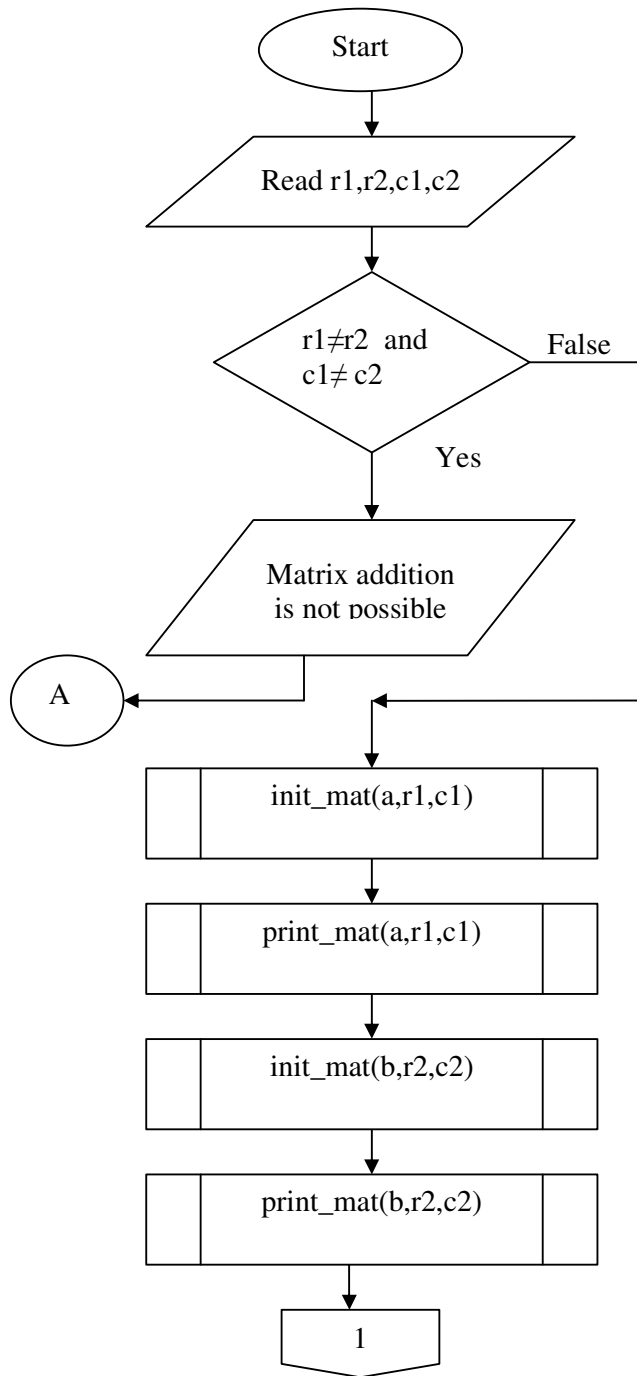 Start
Read r1,r2,c1,c2
r1≠r2 and
c1≠ c2
False
Yes
Matrix addition
is not possible
A
init_mat(a,r1,c1)
print_mat(a,r1,c1)
init_mat(b,r2,c2)
print_mat(b,r2,c2)
1